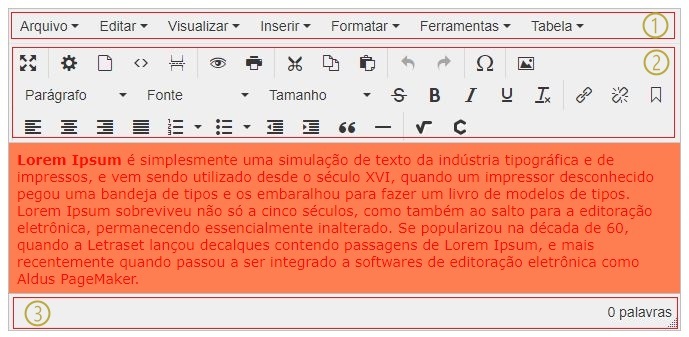 Arquivo Editar Visualizar Inserir Formatar Ferramentas Tabela 1
2
Parágrafo Fonte Tamanho S B I U Tx
Lorem Ipsum é simplesmente uma simulação de texto da indústria tipográfica e de
impressos, e vem sendo utilizado desde o século XVI, quando um impressor desconhecido
pegou uma bandeja de tipos e os embaralhou para fazer um livro de modelos de tipos.
Lorem Ipsum sobreviveu não só a cinco séculos, como também ao salto para a editoração
eletrônica, permanecendo essencialmente inalterado. Se popularizou na década de 60,
quando a Letraset lançou decalques contendo passagens de Lorem Ipsum, e mais
recentemente quando passou a ser integrado a softwares de editoração eletrônica como
Aldus PageMaker.
3 0 palavras